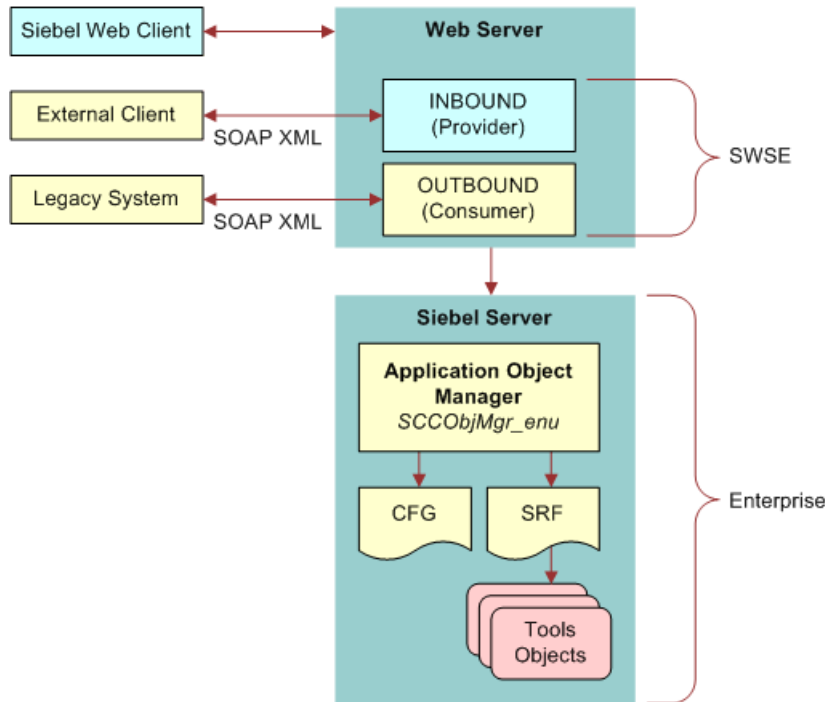 Siebel Web Client
Web Server
External Client
SOAP XML
INBOUND
(Provider)
SWSE
Legacy System
SOAP XML
OUTBOUND
(Consumer)
Siebel Server
Application Object
Manager
SCCObjMgr_enu
CFG
SRF
Enterprise
Tools
Objects